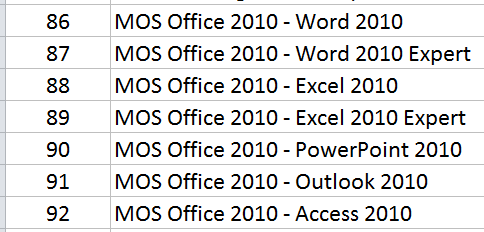 86 MOS Office 2010 - Word 2010
87 MOS Office 2010 - Word 2010 Expert
88 MOS Office 2010 - Excel 2010
89 MOS Office 2010 - Excel 2010 Expert
90 MOS Office 2010 - PowerPoint 2010
91 MOS Office 2010 - Outlook 2010
92 MOS Office 2010 - Access 2010